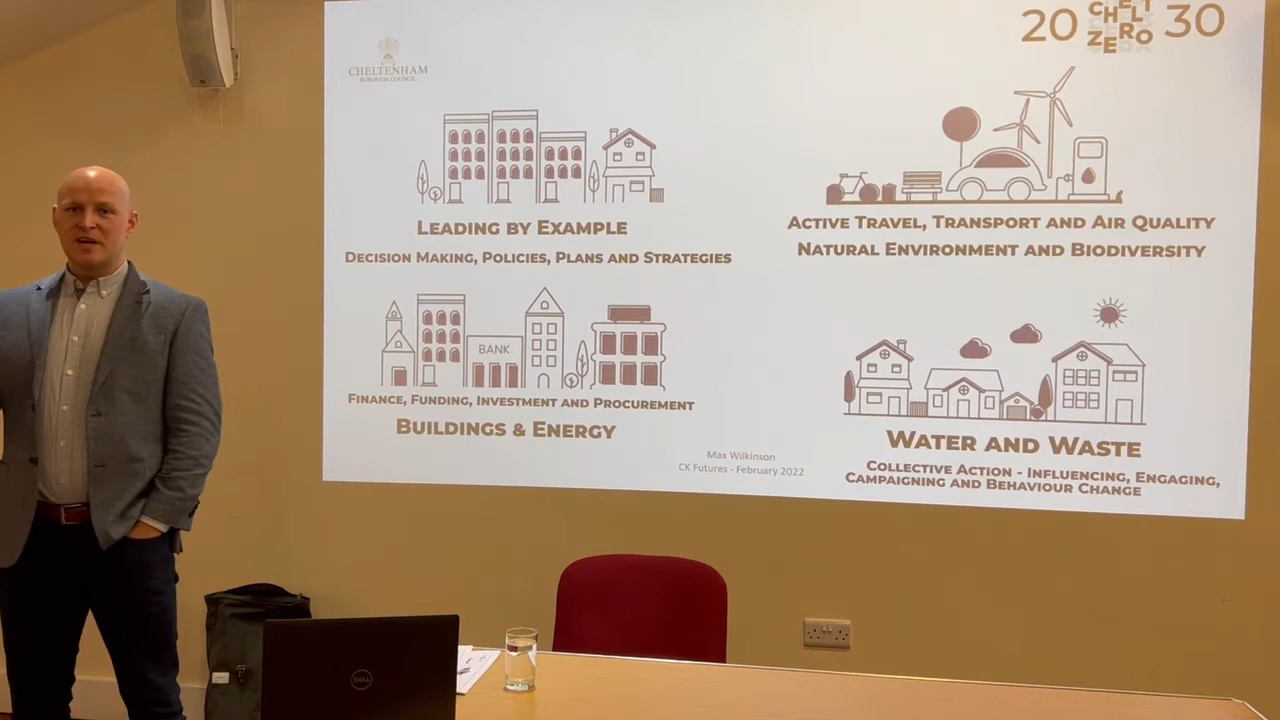 CHELTENHAM
BOROUGH COUNCIL
20 CHELT ZERO 30
LEADING BY EXAMPLE
DECISION MAKING, POLICIES, PLANS AND STRATEGIES
ACTIVE TRAVEL, TRANSPORT AND AIR QUALITY
NATURAL ENVIRONMENT AND BIODIVERSITY
BANK
FINANCE, FUNDING, INVESTMENT AND PROCUREMENT
BUILDINGS & ENERGY
Max Wilkinson
CK Futures - February 2022
WATER AND WASTE
COLLECTIVE ACTION - INFLUENCING, ENGAGING,
CAMPAIGNING AND BEHAVIOUR CHANGE
DELL